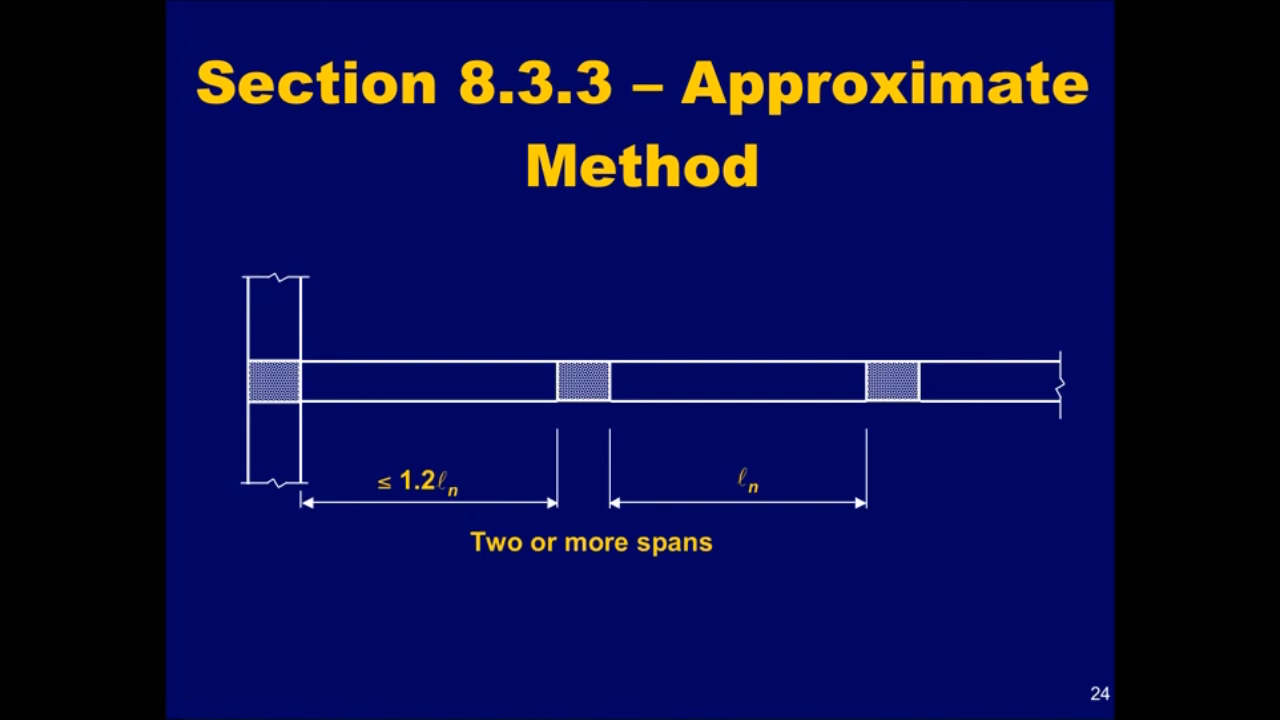 Section 8.3.3 – Approximate
Method
≤ 1.2ℓn
ℓn
Two or more spans
24